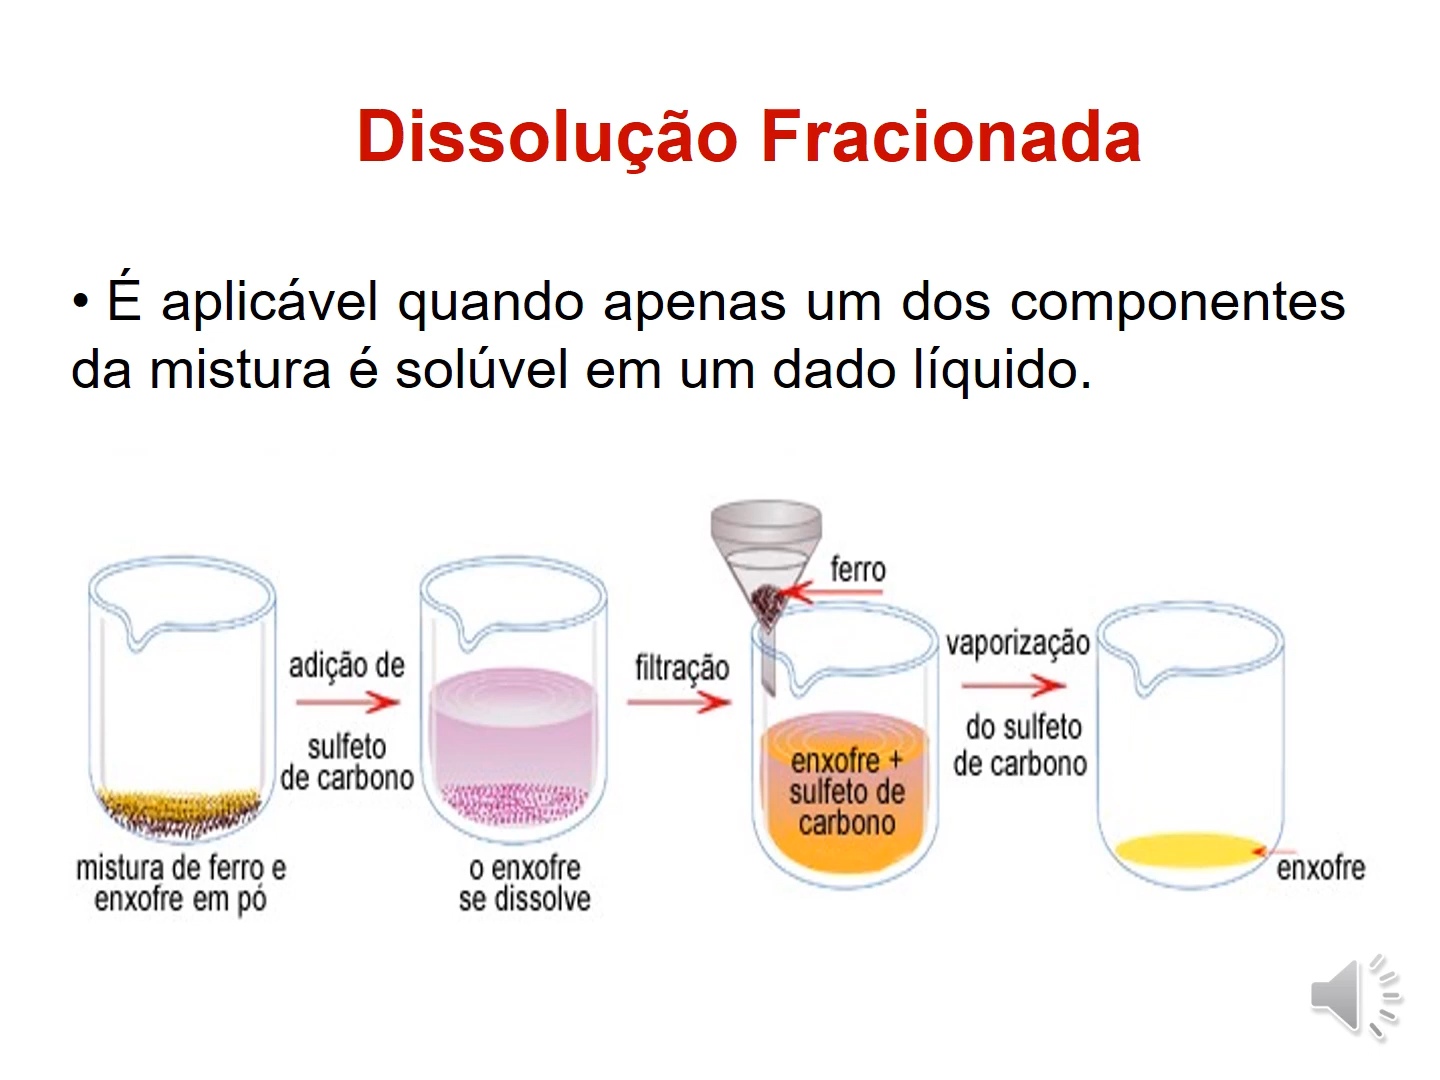 Dissolução Fracionada
• É aplicável quando apenas um dos componentes
da mistura é solúvel em um dado líquido.
mistura de ferro e
enxofre em pó
adição de
sulfeto
de carbono
o enxofre
se dissolve
filtração
ferro
enxofre +
sulfeto de
carbono
vaporização
do sulfeto
de carbono
enxofre